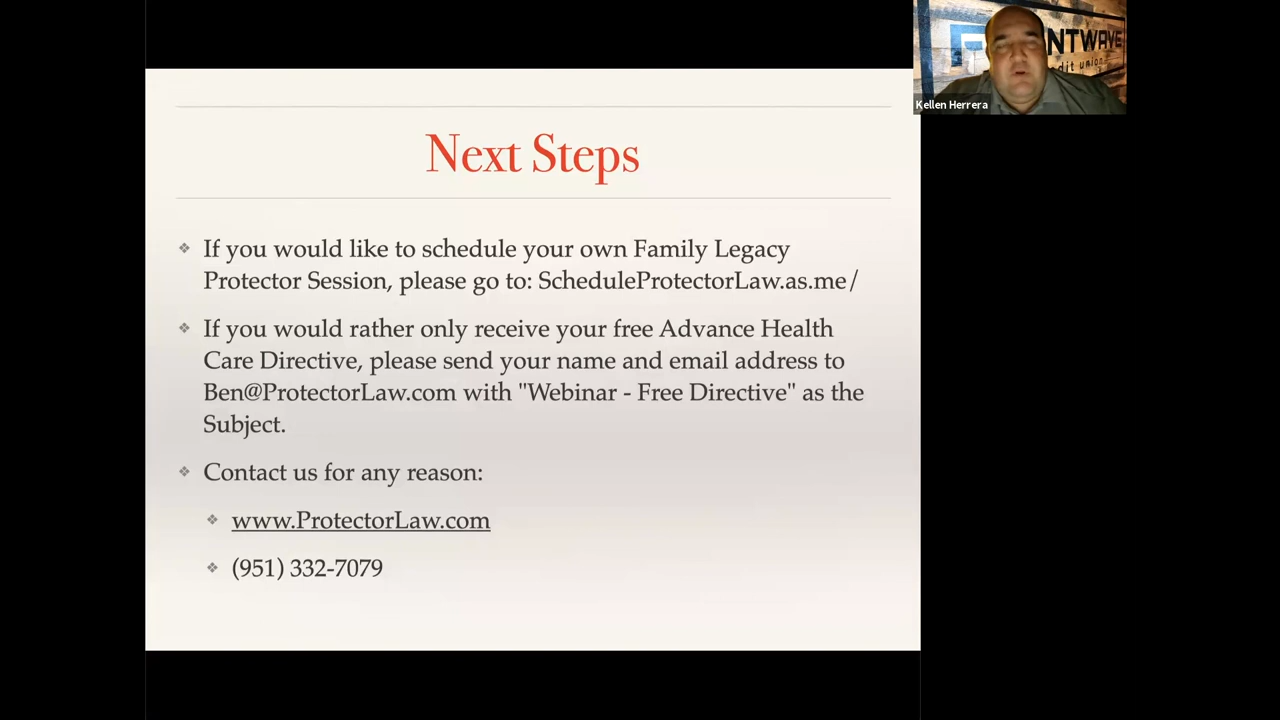 Next Steps
If you would like to schedule your own Family Legacy
Protector Session, please go to: ScheduleProtectorLaw.as.me/
If you would rather only receive your free Advance Health
Care Directive, please send your name and email address to
Ben@ProtectorLaw.com with "Webinar - Free Directive" as the
Subject.
Contact us for any reason:
www.ProtectorLaw.com
(951) 332-7079
NTWAVE
dit union
Kellen Herrera